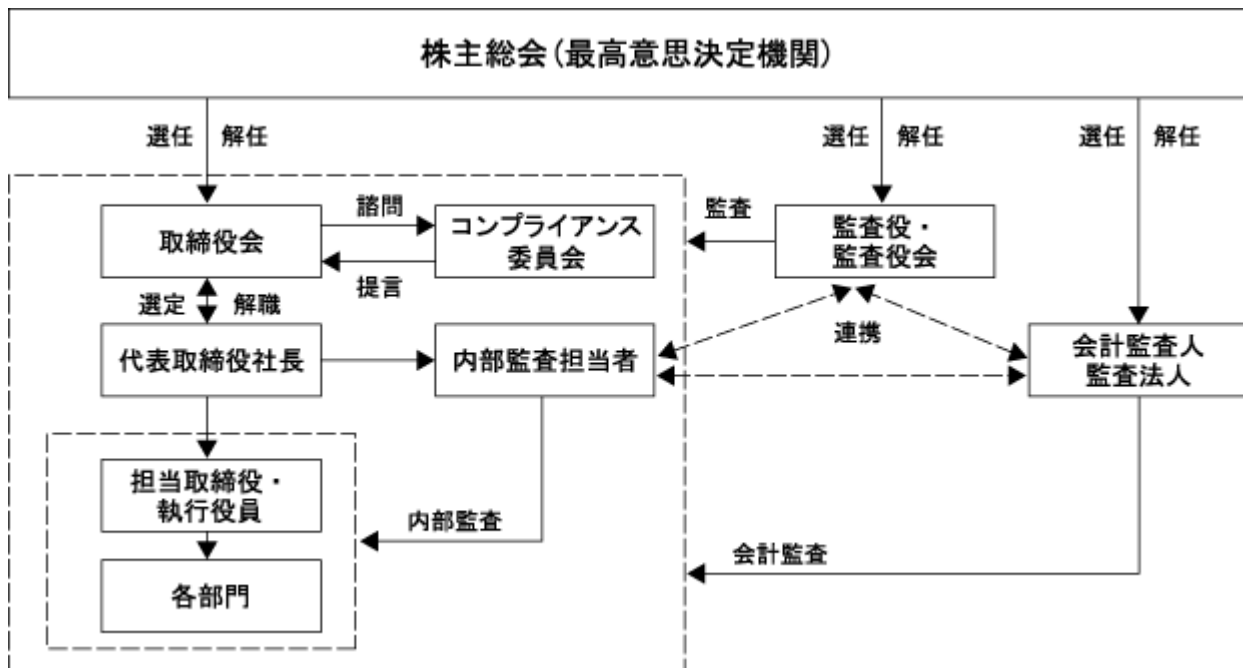 株主総会(最高意思決定機関)
選任 解任
選任 解任
選任 解任
取締役会
諮問
提言
コンプライアンス
委員会
監査
監査役・
監査役会
選定 解職
代表取締役社長
内部監査担当者
連携
会計監査人
監査法人
担当取締役・
執行役員
内部監査
会計監査
各部門